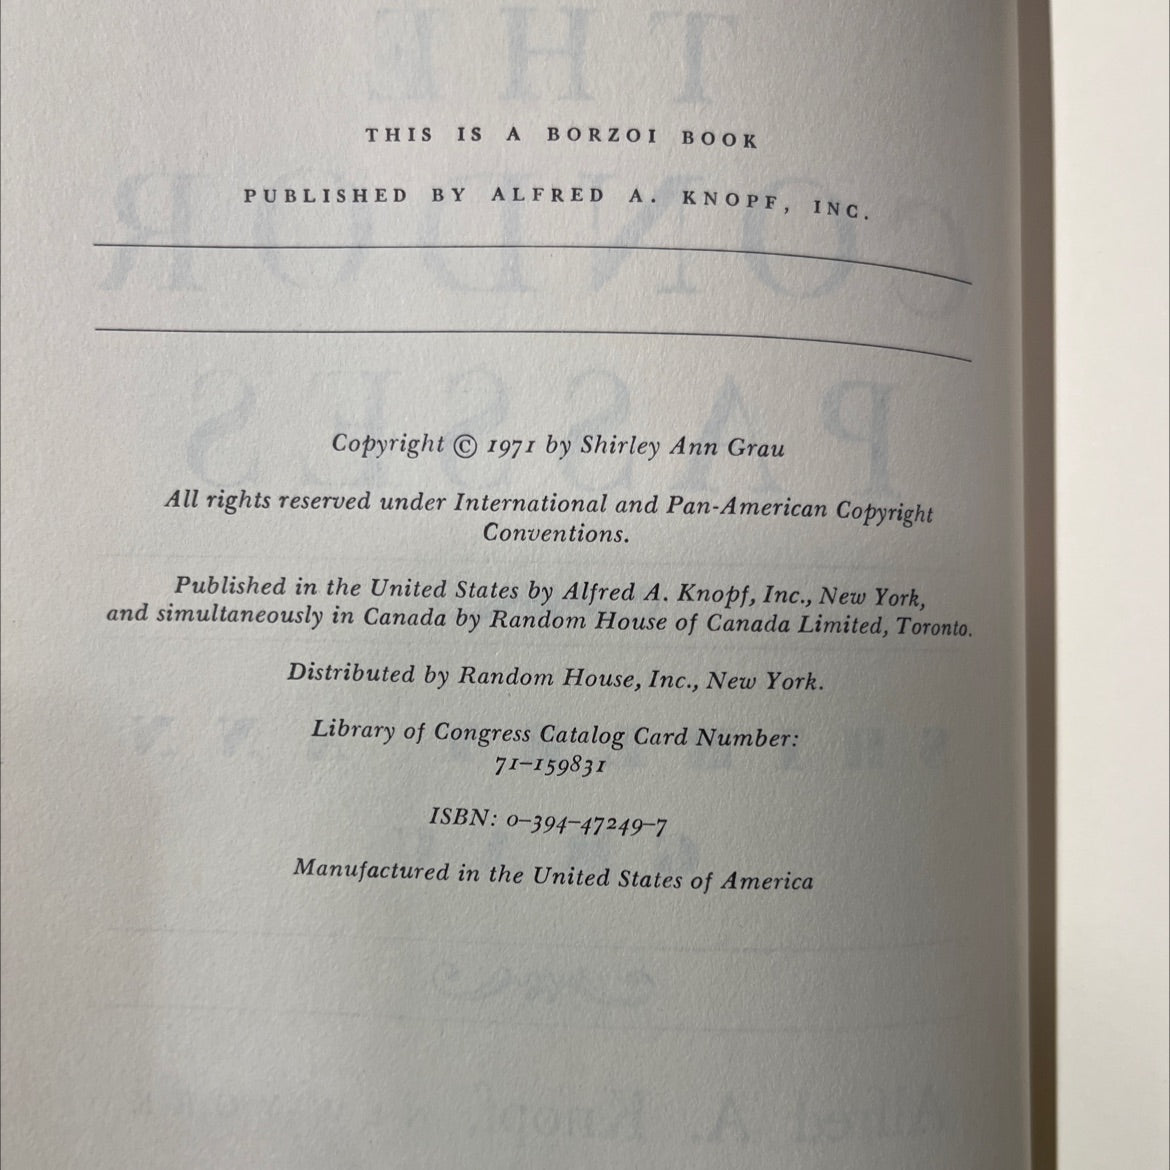 THIS IS A BORZOI BOOK
PUBLISHED BY ALFRED A. KNOPF, INC.
Copyright © 1971 by Shirley Ann Grau
All rights reserved under International and Pan-American Copyright
Conventions.
Published in the United States by Alfred A. Knopf, Inc., New York,
and simultaneously in Canada by Random House of Canada Limited, Toronto.
Distributed by Random House, Inc., New York.
Library of Congress Catalog Card Number:
71–159831
ISBN: 0–394–47249–7
Manufactured in the United States of America